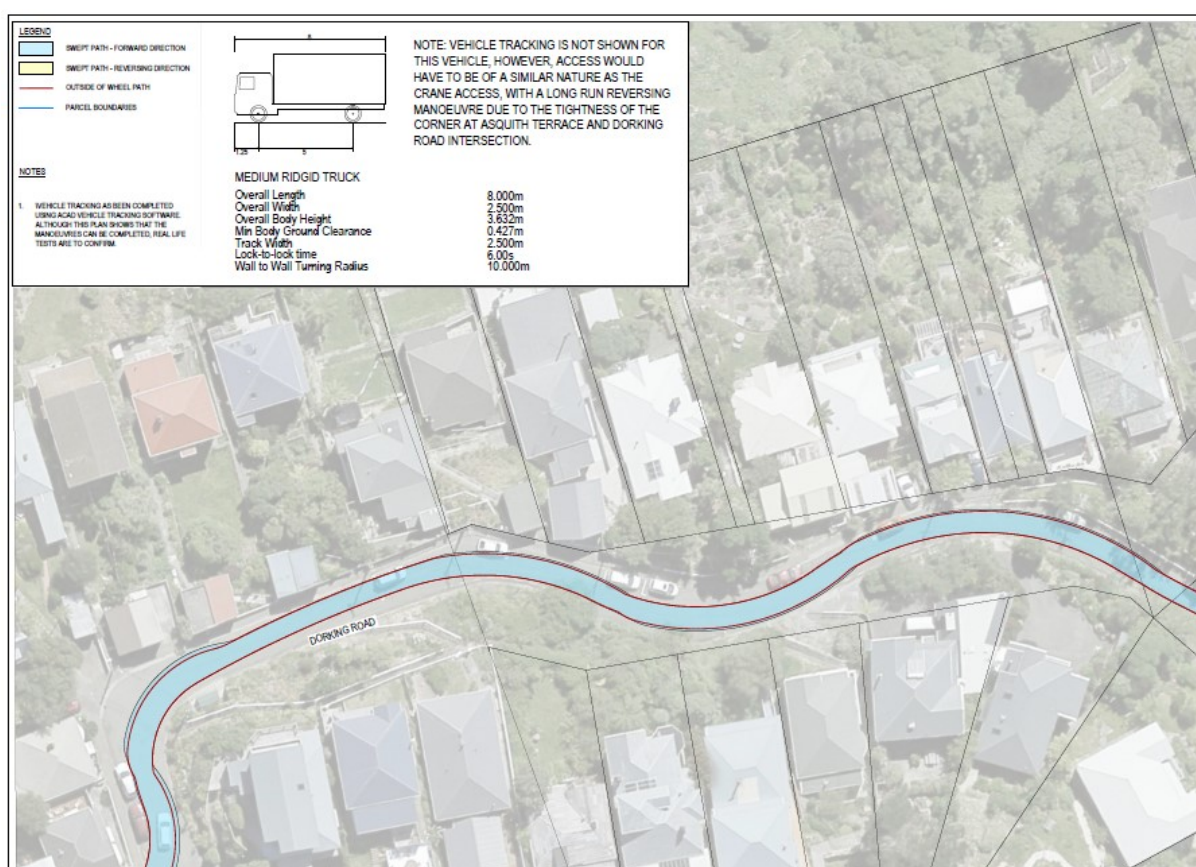 LEGEND
SWEPT PATH - FORWARD DIRECTION
SWEPT PATH - REVERSING DIRECTION
OUTSIDE OF WHEEL PATH
PARCEL BOUNDARIES
NOTES
1. \VEHICLE TRACKING AS BEEN COMPLETED
USING ACAD VEHICLE TRACKING SOFTWARE.
ALTHOUGH THIS PLAN SHOWS THAT THE
MANOEUVRES CAN BE COMPLETED, REAL LIFE
TESTS ARE TO CONFIRM.
8
1.25 5
MEDIUM RIDGID TRUCK
Overall Length 8.000m
Overall Width 2.500m
Overall Body Height 3.632m
Min Body Ground Clearance 0.427m
Track Width 2.500m
Lock-to-lock time 6.00s
Wall to Wall Turning Radius 10.000m
NOTE: VEHICLE TRACKING IS NOT SHOWN FOR
THIS VEHICLE, HOWEVER, ACCESS WOULD
HAVE TO BE OF A SIMILAR NATURE AS THE
CRANE ACCESS, WITH A LONG RUN REVERSING
MANOEUVRE DUE TO THE TIGHTNESS OF THE
CORNER AT ASQUITH TERRACE AND DORKING
ROAD INTERSECTION.
DORKING ROAD